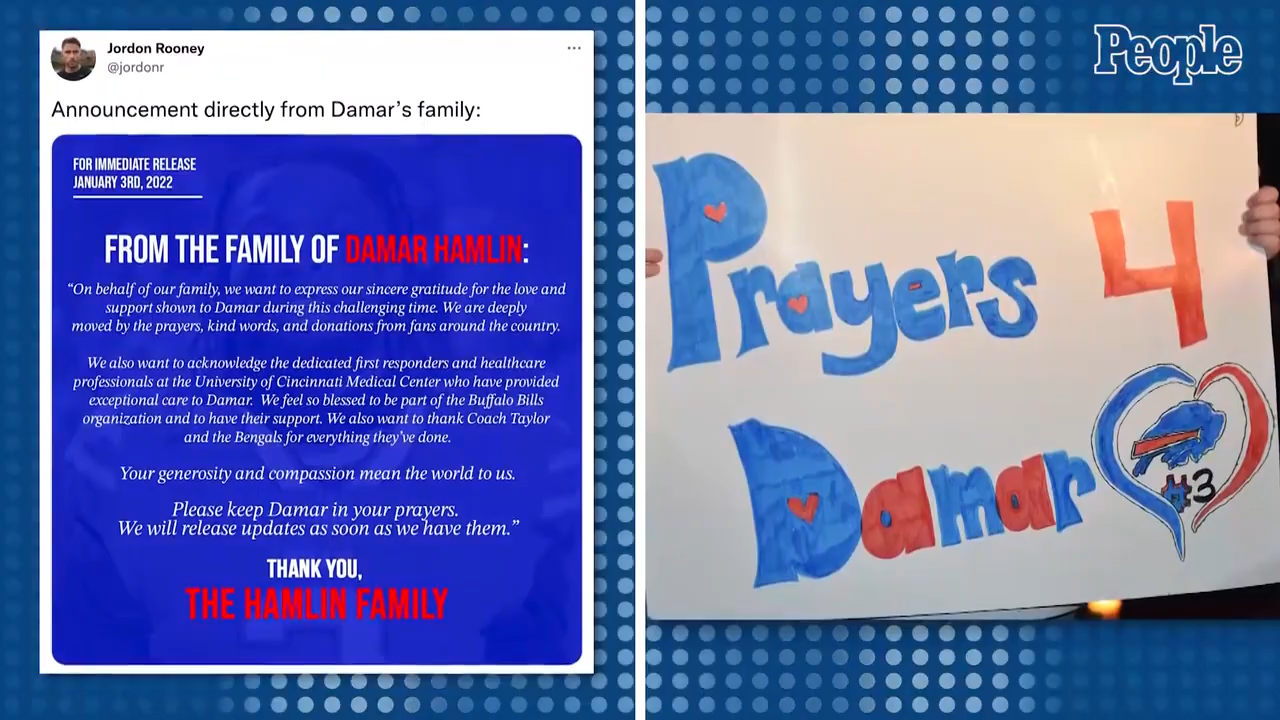 Jordon Rooney
@jordonr
Announcement directly from Damar's family:
FOR IMMEDIATE RELEASE
JANUARY 3RD, 2022
FROM THE FAMILY OF DAMAR HAMLIN:
“On behalf of our family, we want to express our sincere gratitude for the love and
support shown to Damar during this challenging time. We are deeply
moved by the prayers, kind words, and donations from fans around the country.
We also want to acknowledge the dedicated first responders and healthcare
professionals at the University of Cincinnati Medical Center who have provided
exceptional care to Damar. We feel so blessed to be part of the Buffalo Bills
organization and to have their support. We also want to thank Coach Taylor
and the Bengals for everything they've done.
Your generosity and compassion mean the world to us.
Please keep Damar in your prayers.
We will release updates as soon as we have them.”
THANK YOU,
THE HAMLIN FAMILY
People
Prayers 4
Damar
#3